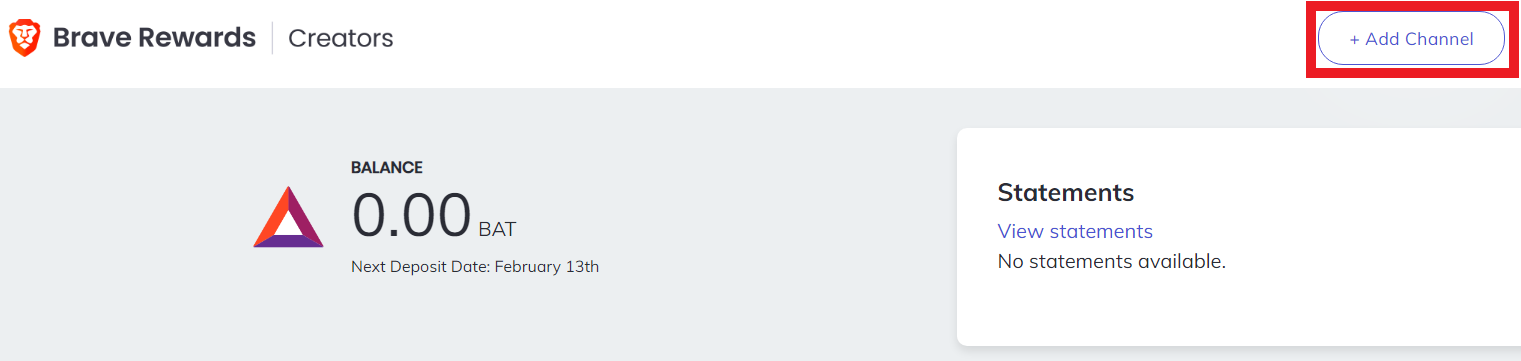 Brave Rewards | Creators
+ Add Channel
BALANCE
0.00 BAT
Next Deposit Date: February 13th
Statements
View statements
No statements available.